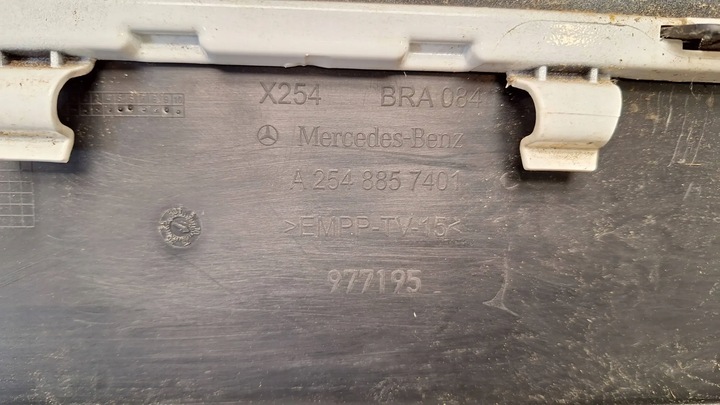 X254 BRA 084
Mercedes-Benz
A 254 885 7401
>EMPP-TV-15<
977195